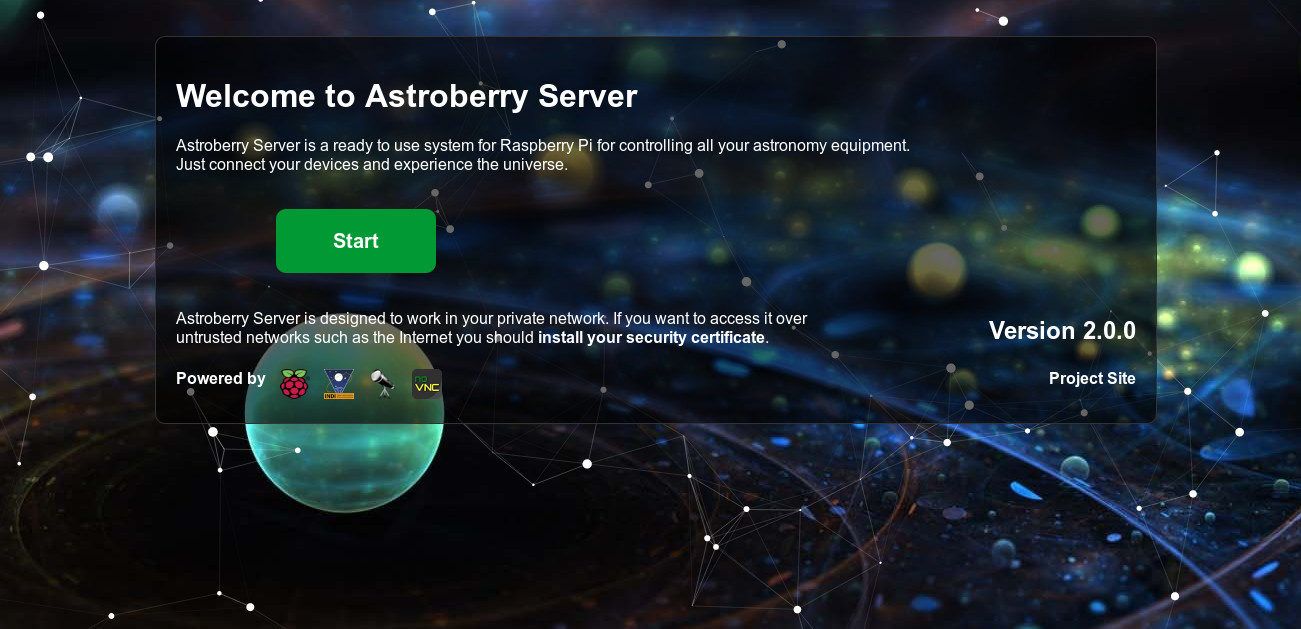 Welcome to Astroberry Server
Astroberry Server is a ready to use system for Raspberry Pi for controlling all your astronomy equipment.
Just connect your devices and experience the universe.
Start
Astroberry Server is designed to work in your private network. If you want to access it over
untrusted networks such as the Internet you should install your security certificate.
Version 2.0.0
Powered by
INDI
no
VNC
Project Site